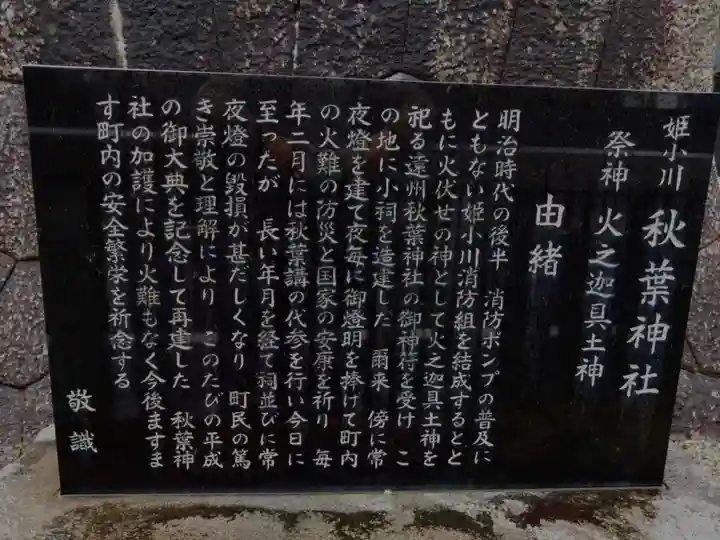 姫小川 秋葉神社
祭神 火之迦具土神
由緒
明治時代の後半 消防ポンプの普及に
ともない姫小川消防組を結成するとと
もに火伏せの神として火之迦具土神を
祀る遠州秋葉神社の御神符を受け こ
の地に小祠を造建した 爾来 傍に常
夜燈を建て夜毎に御燈明を捧げて町内
の火難の防災と国家の安康を祈り 毎
年二月には秋葉講の代参を行い今日に
至ったが 長い年月を経て祠並びに常
夜燈の毀損が甚だしくなり 町民の篤
き崇敬と理解により このたびの平成
の御大典を記念して再建した 秋葉神
社の加護により火難もなく今後ますま
す町内の安全繁栄を祈念する
敬識